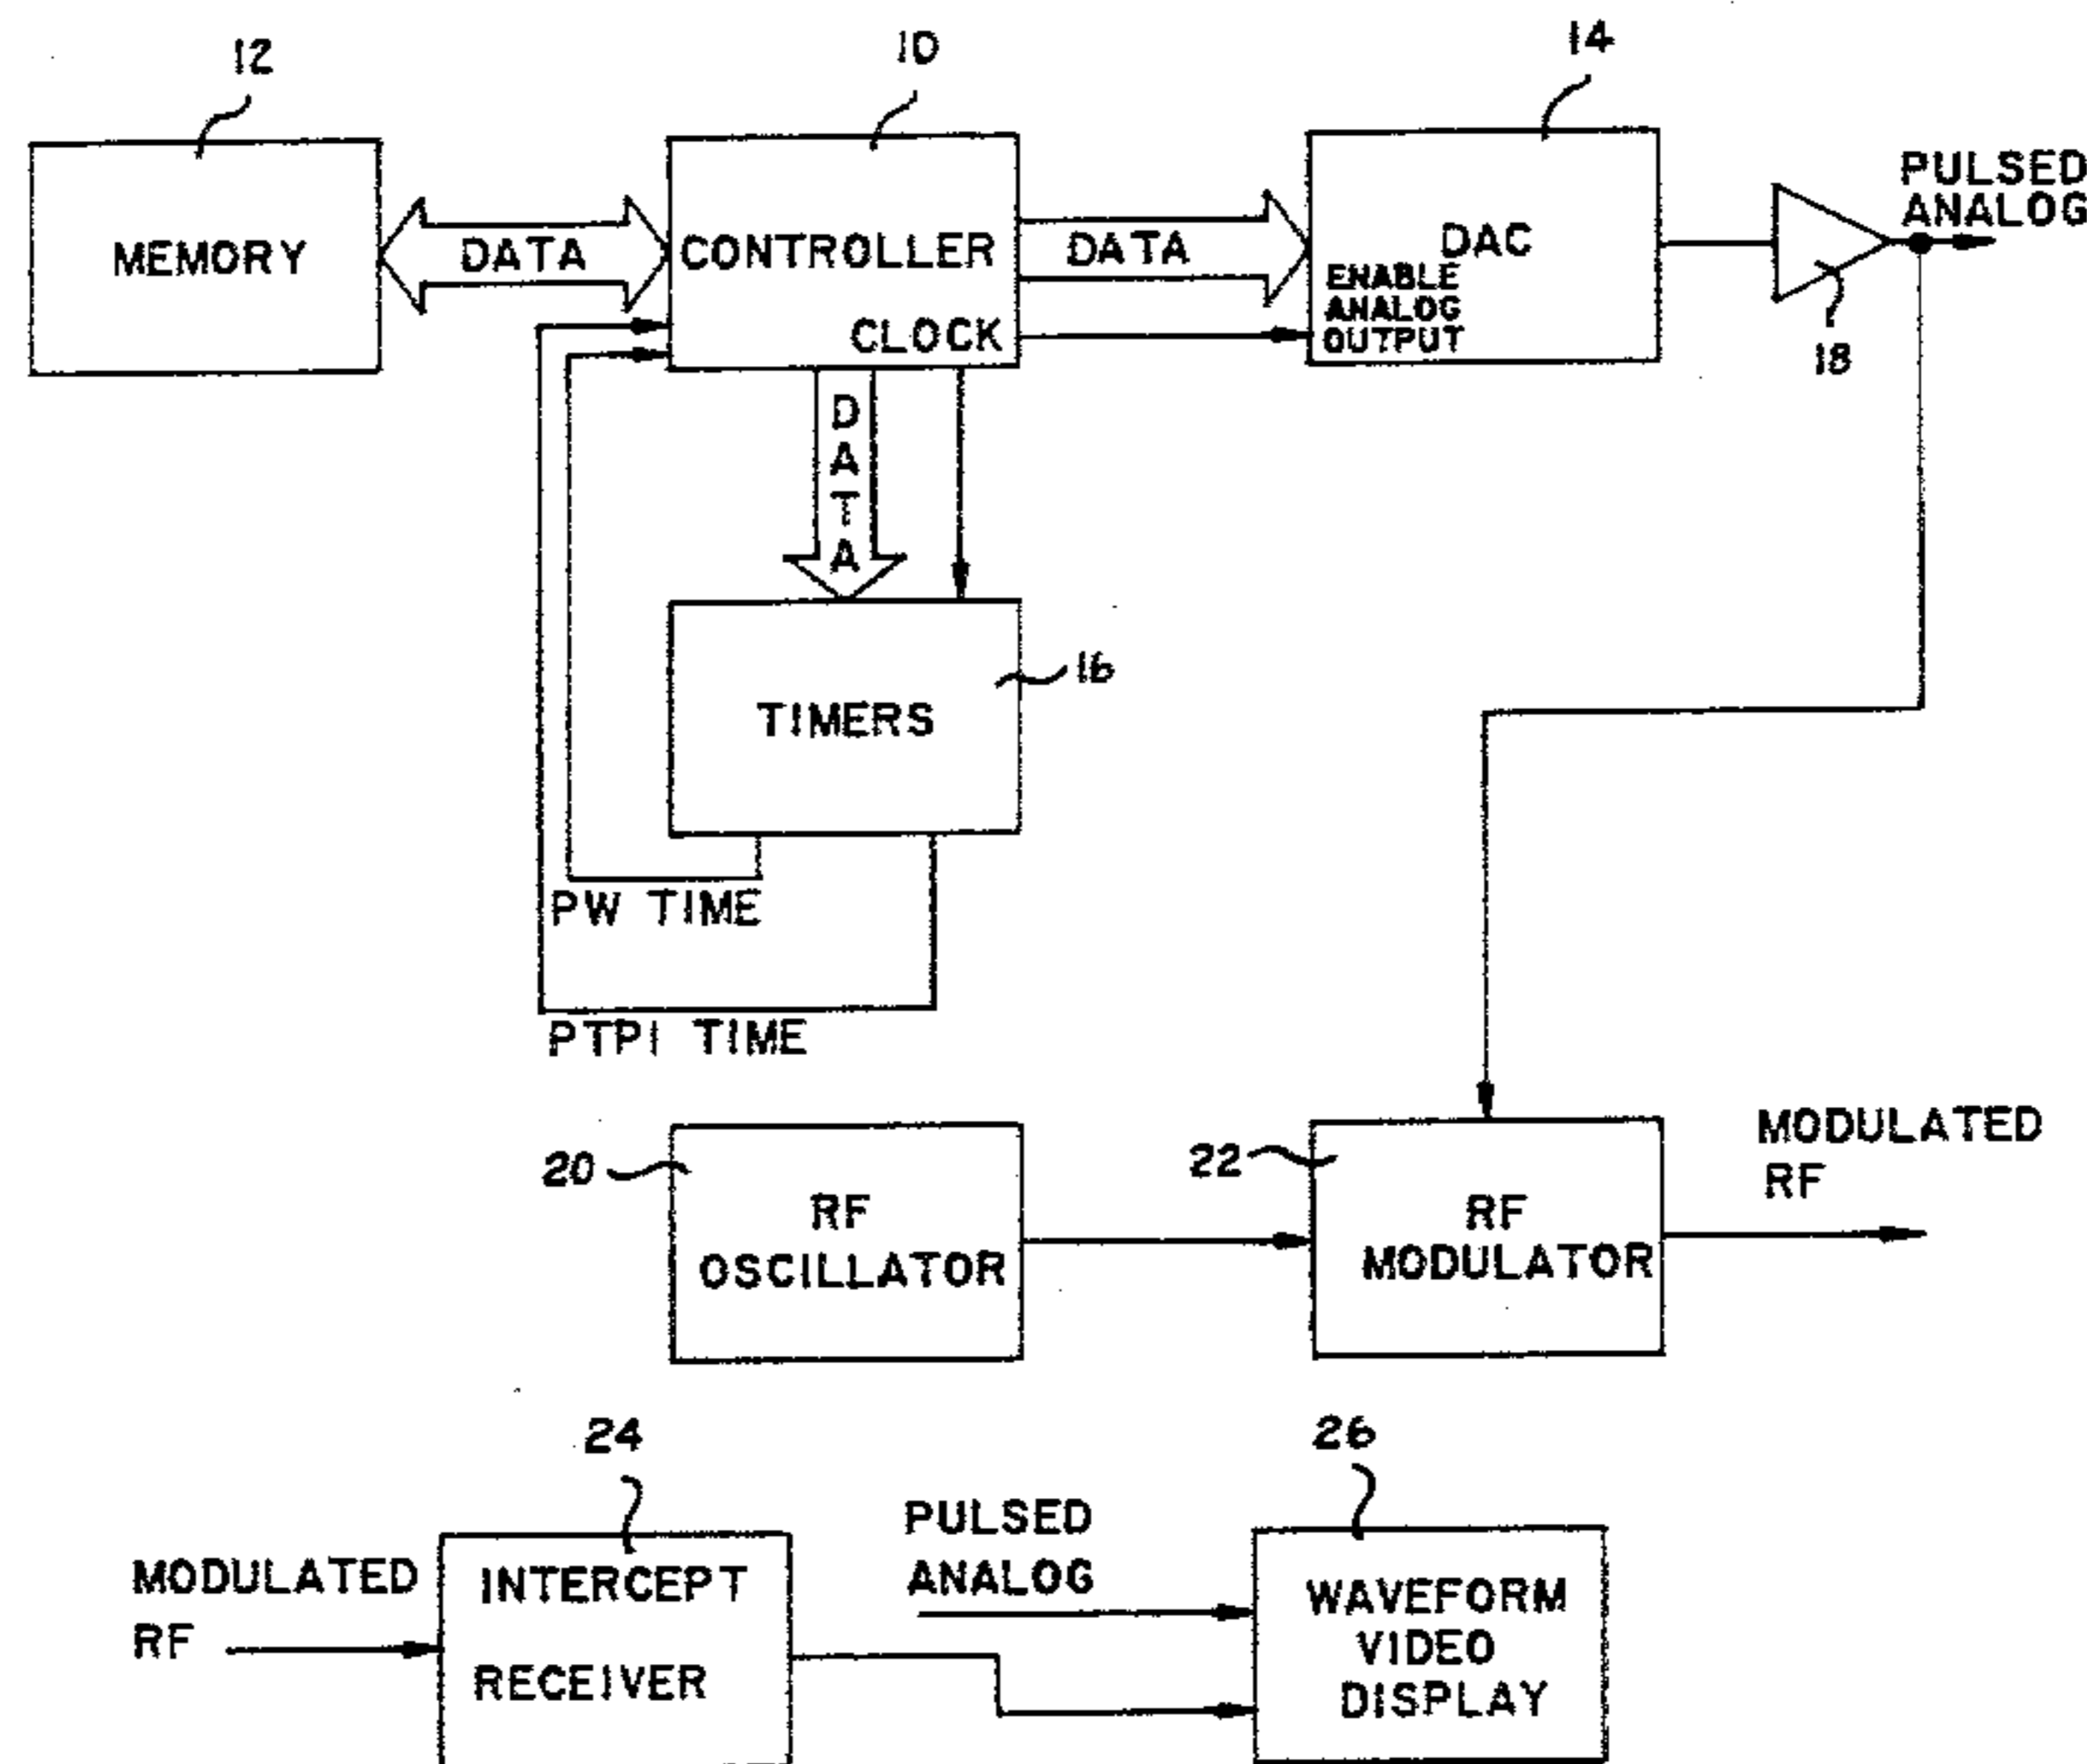 12
10
14
MEMORY
DATA
CONTROLLER
CLOCK
DATA
DAC
ENABLE
ANALOG
OUTPUT
PULSED
ANALOG
18
DATA
TIMERS
16
PW TIME
PTPI TIME
20
RF
OSCILLATOR
22
RF
MODULATOR
MODULATED
RF
24
MODULATED
RF
INTERCEPT
RECEIVER
PULSED
ANALOG
26
WAVEFORM
VIDEO
DISPLAY